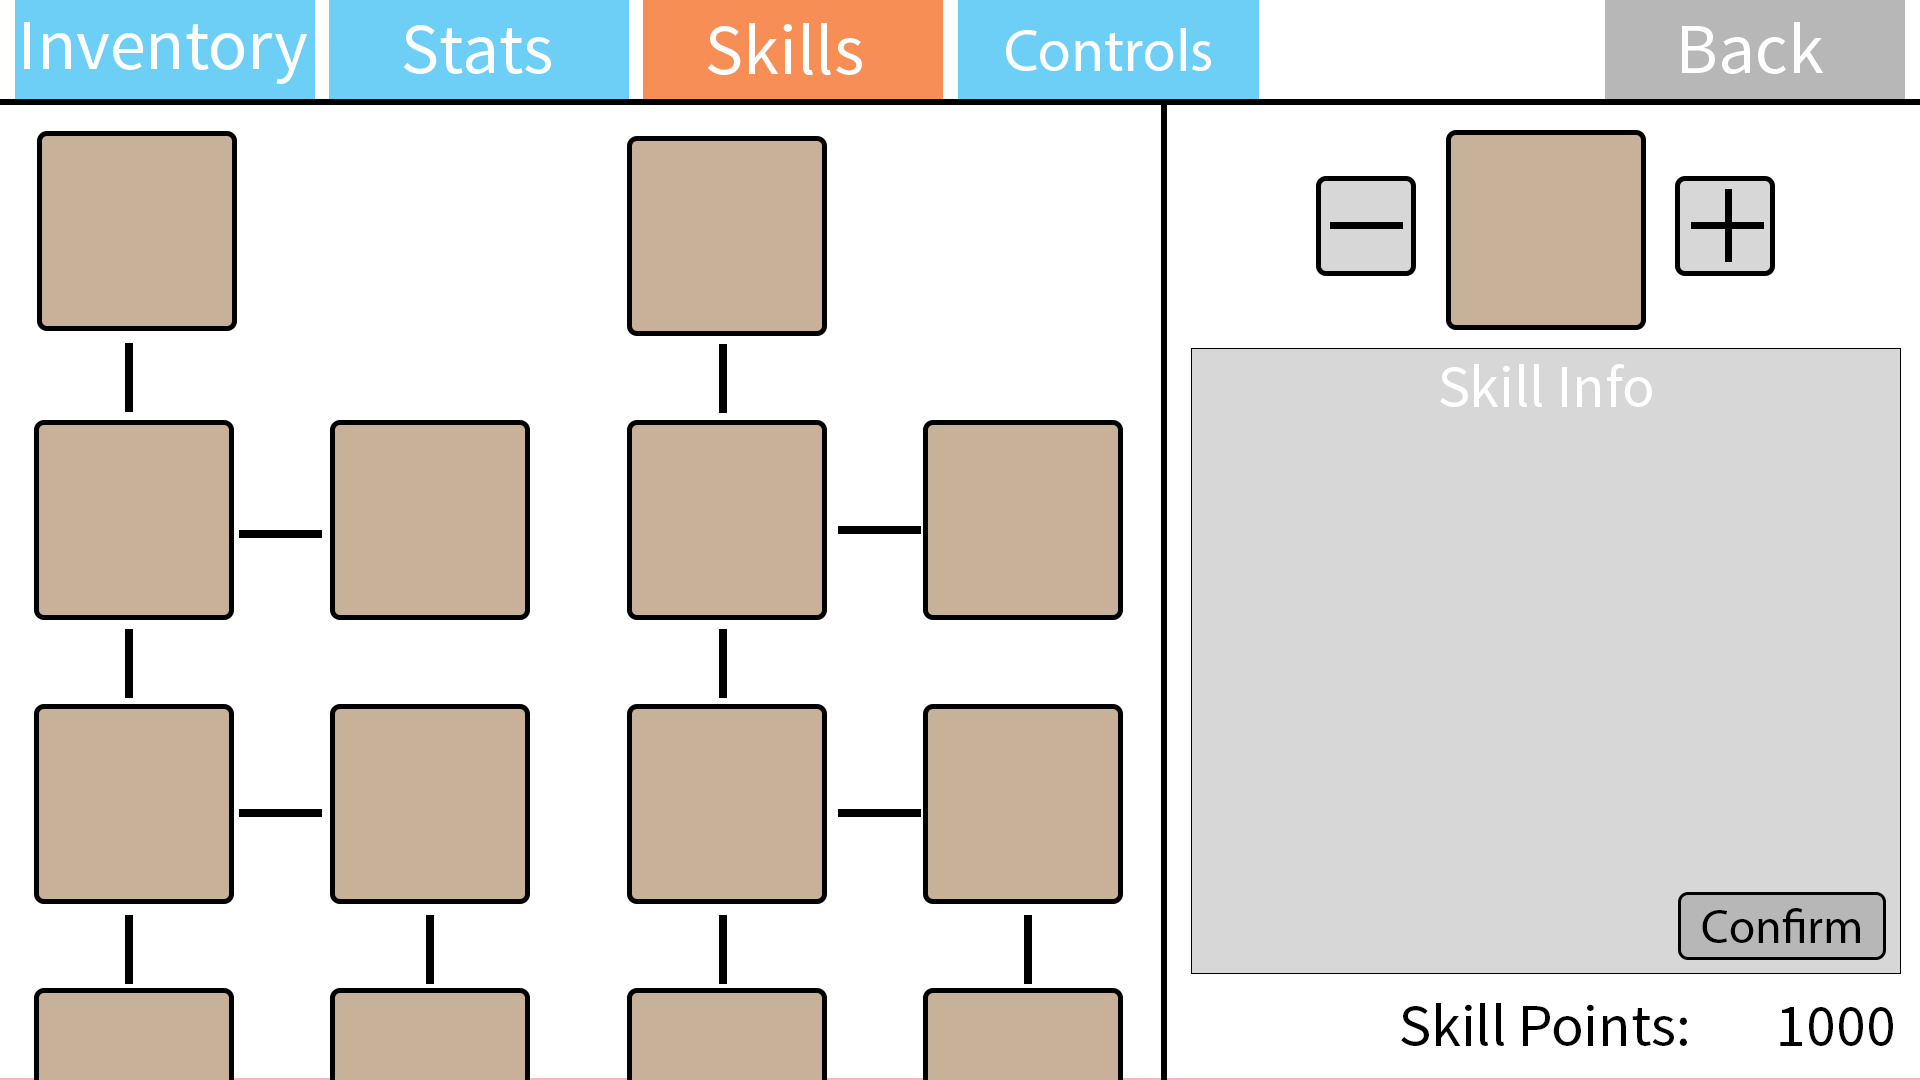 Inventory
Stats
Skills
Controls
Back
Skill Info
Confirm
Skill Points: 1000